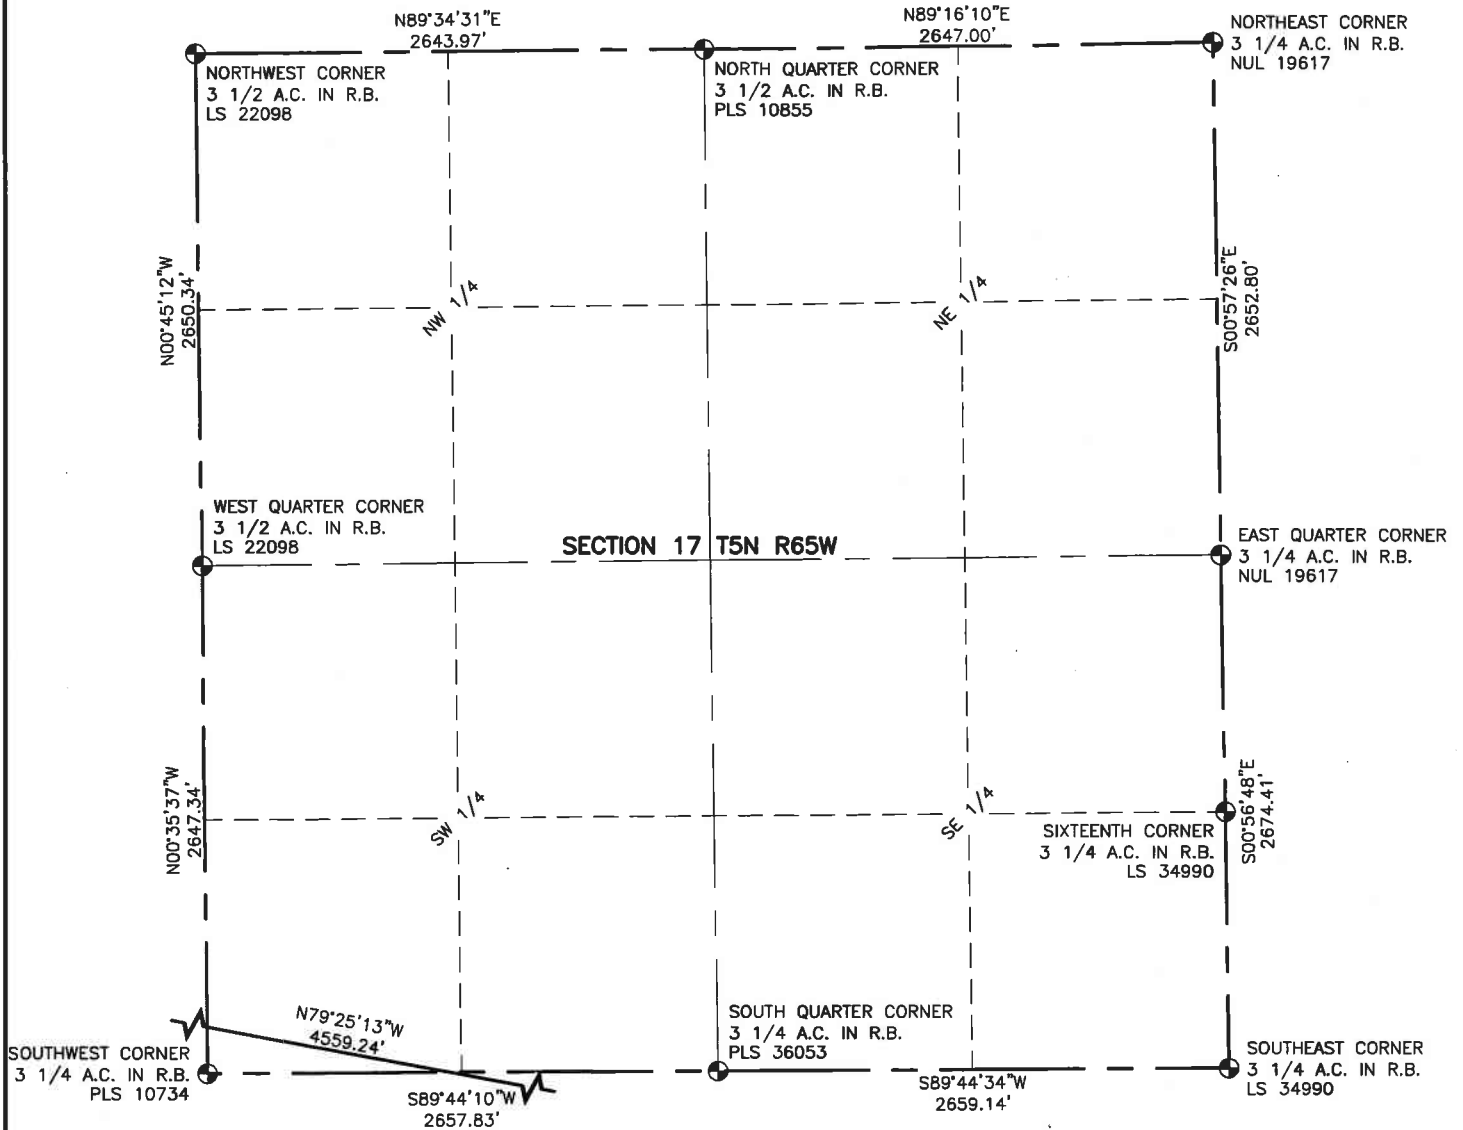 N89°34'31"E
2643.97'
N89°16'10"E
2647.00'
NORTHEAST CORNER
3 1/4 A.C. IN R.B.
NUL 19617
NORTHWEST CORNER
3 1/2 A.C. IN R.B.
LS 22098
NORTH QUARTER CORNER
3 1/2 A.C. IN R.B.
PLS 10855
N00°45'12"W
2650.34'
NW 1/4
NE 1/4
S00°57'26"E
2652.80'
WEST QUARTER CORNER
3 1/2 A.C. IN R.B.
LS 22098
SECTION 17 T5N R65W
EAST QUARTER CORNER
3 1/4 A.C. IN R.B.
NUL 19617
N00°35'37"W
2647.34'
SW 1/4
SE 1/4
S00°56'48"E
2674.41'
SIXTEENTH CORNER
3 1/4 A.C. IN R.B.
LS 34990
N79°25'13"W
4559.24'
SOUTH QUARTER CORNER
3 1/4 A.C. IN R.B.
PLS 36053
SOUTHWEST CORNER
3 1/4 A.C. IN R.B.
PLS 10734
SOUTHEAST CORNER
3 1/4 A.C. IN R.B.
LS 34990
S89°44'10"W
2657.83'
S89°44'34"W
2659.14'